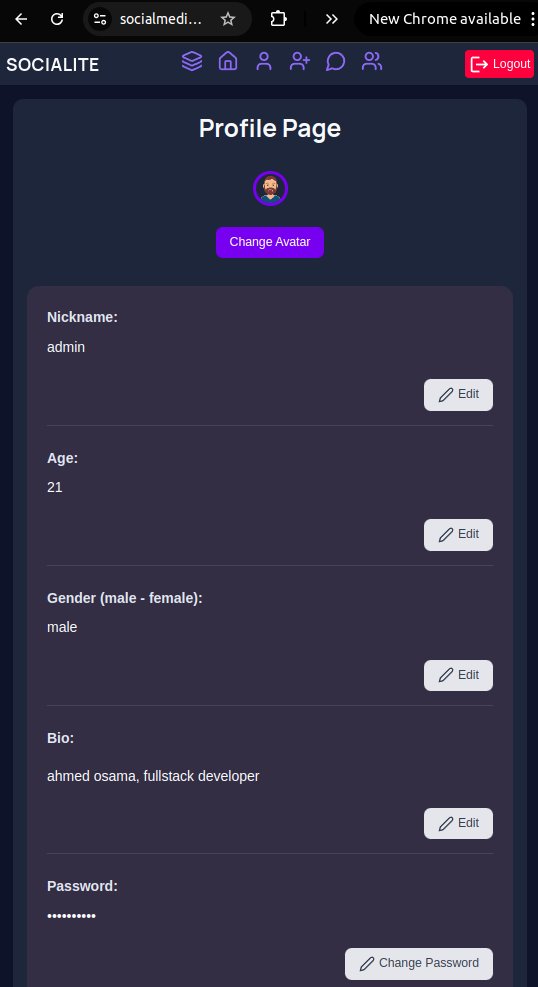 socialmedi...
New Chrome available
SOCIALITE
Logout
Profile Page
Change Avatar
Nickname:
admin
Edit
Age:
21
Edit
Gender (male - female):
male
Edit
Bio:
ahmed osama, fullstack developer
Edit
Password:
••••••••••
Change Password